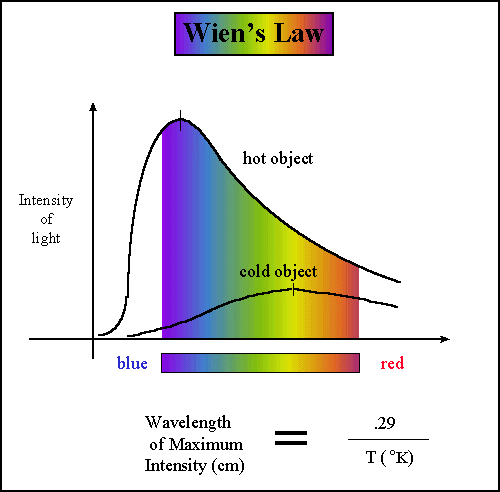 Wien's Law
hot object
Intensity
of
light
cold object
blue
red
Wavelength
of Maximum
Intensity (cm)
=
.29
T ( °K)